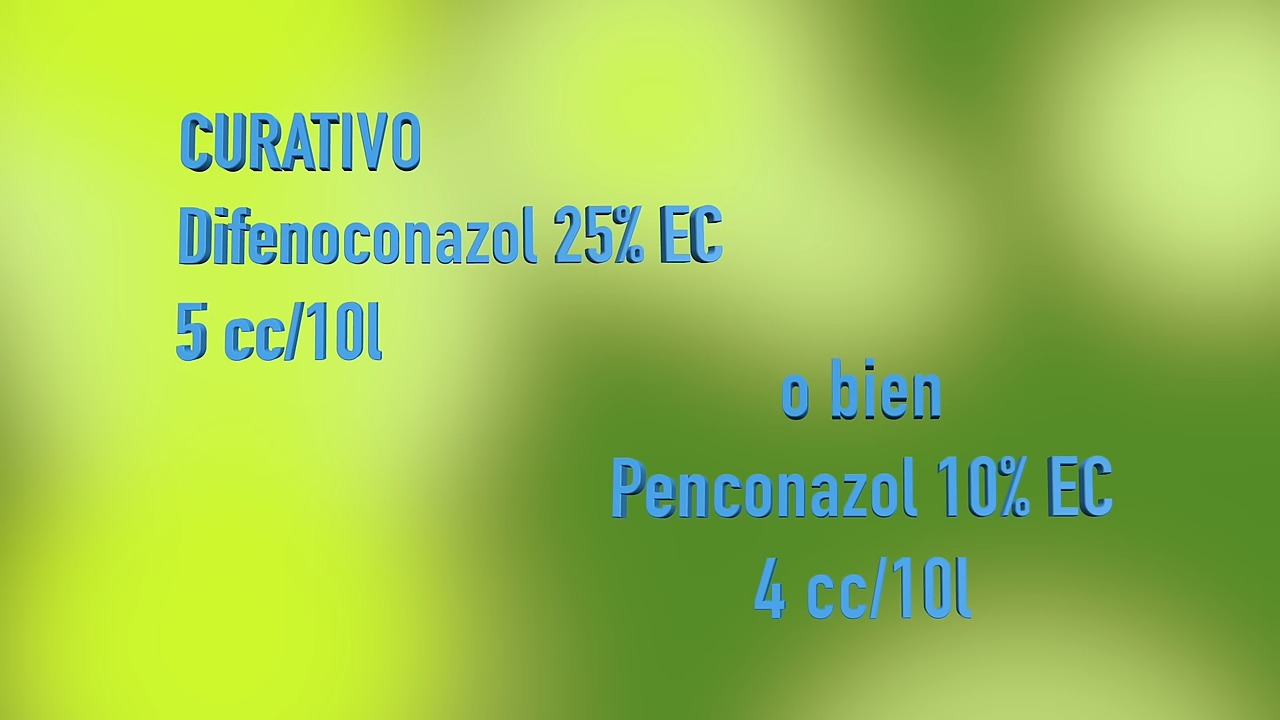 CURATIVO
Difenoconazol 25% EC
5 cc/10l
o bien
Penconazol 10% EC
4 cc/10l